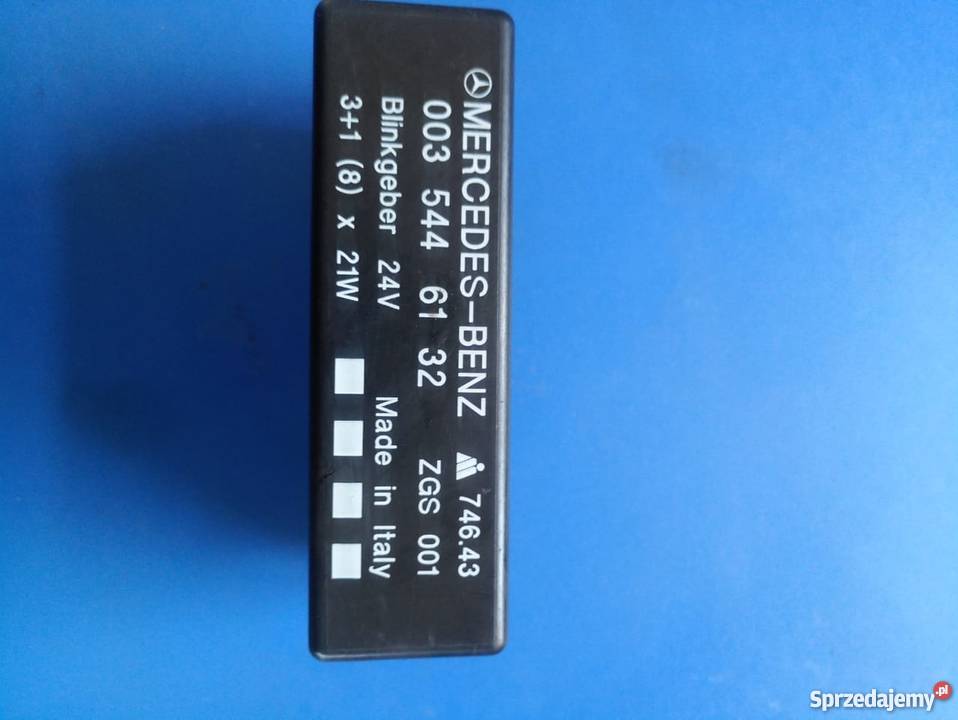 MERCEDES-BENZ 746.43
003 544 61 32 ZGS 001
Blinkgeber 24V Made in Italy
3+1 (8) x 21W
Sprzedajemy.pl